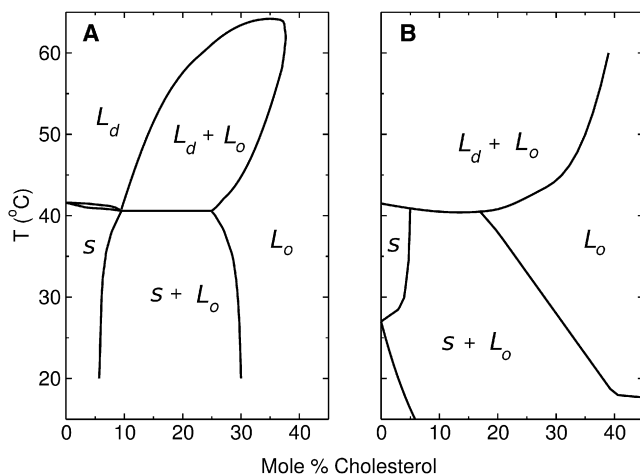 A
B
T (°C)
60
50
40
30
20
L_d
L_d + L_o
s
s + L_o
L_o
L_d + L_o
s
s + L_o
L_o
0 10 20 30 40
0 10 20 30 40
Mole % Cholesterol